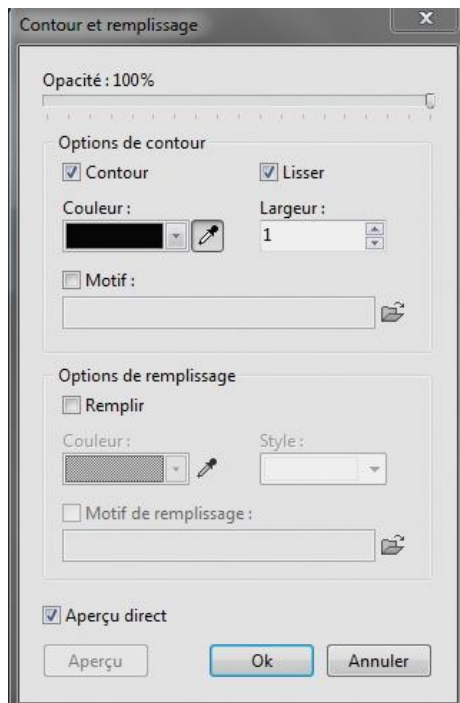 Contour et remplissage
Opacité : 100%
Options de contour
Contour
Lisser
Couleur :
Largeur :
1
Motif :
Options de remplissage
Remplir
Couleur :
Style :
Motif de remplissage :
Aperçu direct
Aperçu
Ok
Annuler